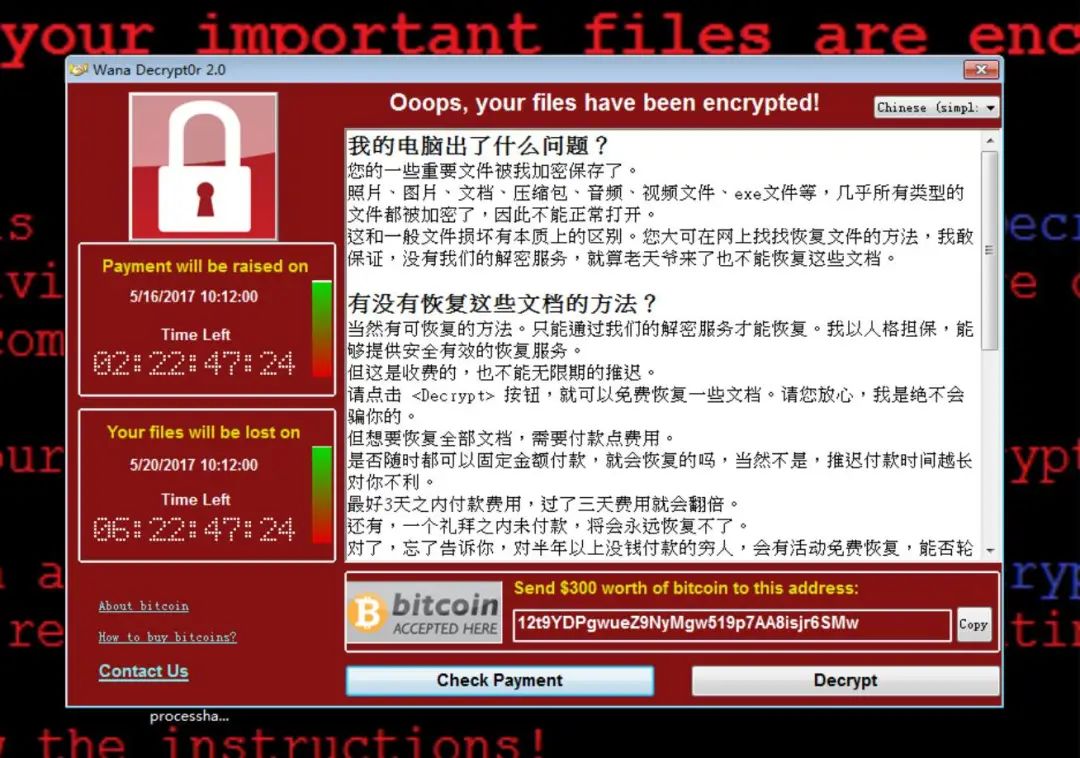 your important files are enc
Wana Decrypt0r 2.0
Ooops, your files have been encrypted!
Chinese (simpl:
Payment will be raised on
5/16/2017 10:12:00
Time Left
02:22:47:24
Your files will be lost on
5/20/2017 10:12:00
Time Left
06:22:47:24
About bitcoin
How to buy bitcoins?
Contact Us
我的电脑出了什么问题？
您的一些重要文件被我加密保存了。
照片、图片、文档、压缩包、音频、视频文件、exe文件等，几乎所有类型的
文件都被加密了，因此不能正常打开。
这和一般文件损坏有本质上的区别。您大可在网上找找恢复文件的方法，我敢
保证，没有我们的解密服务，就算老天爷来了也不能恢复这些文档。
有没有恢复这些文档的方法？
当然有可恢复的方法。只能通过我们的解密服务才能恢复。我以人格担保，能
够提供安全有效的恢复服务。
但这是收费的，也不能无限期的推迟。
请点击 <Decrypt> 按钮，就可以免费恢复一些文档。请您放心，我是绝不会
骗你的。
但想要恢复全部文档，需要付款点费用。
是否随时都可以固定金额付款，就会恢复的吗，当然不是，推迟付款时间越长
对你不利。
最好3天之内付款费用，过了三天费用就会翻倍。
还有，一个礼拜之内未付款，将会永远恢复不了。
对了，忘了告诉你，对半年以上没钱付款的穷人，会有活动免费恢复，能否轮
bitcoin
ACCEPTED HERE
Send $300 worth of bitcoin to this address:
12t9YDPgwueZ9NyMgw519p7AA8isjr6SMw
Copy
Check Payment
Decrypt
processha...
the instructions!